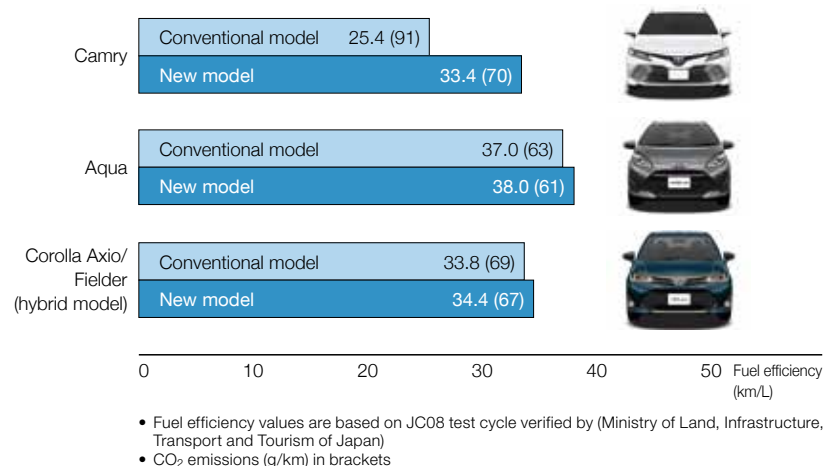 Camry
Conventional model 25.4 (91)
New model 33.4 (70)
Aqua
Conventional model 37.0 (63)
New model 38.0 (61)
Corolla Axio/
Fielder
(hybrid model)
Conventional model 33.8 (69)
New model 34.4 (67)
0 10 20 30 40 50 Fuel efficiency
(km/L)
• Fuel efficiency values are based on JC08 test cycle verified by (Ministry of Land, Infrastructure,
Transport and Tourism of Japan)
• CO₂ emissions (g/km) in brackets